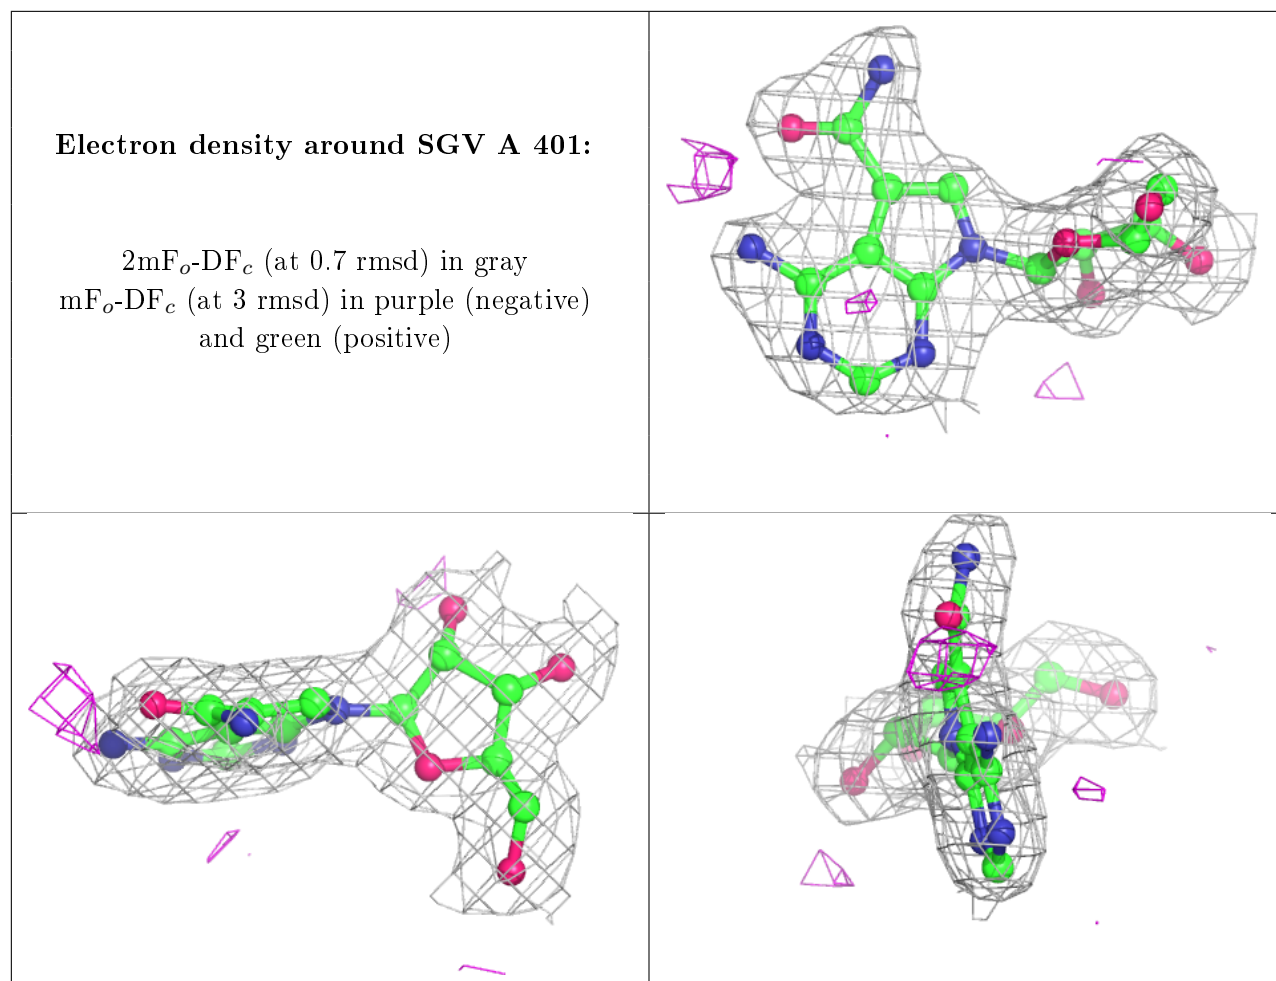 Electron density around SGV A 401:
2mFo-DFc (at 0.7 rmsd) in gray
mFo-DFc (at 3 rmsd) in purple (negative)
and green (positive)